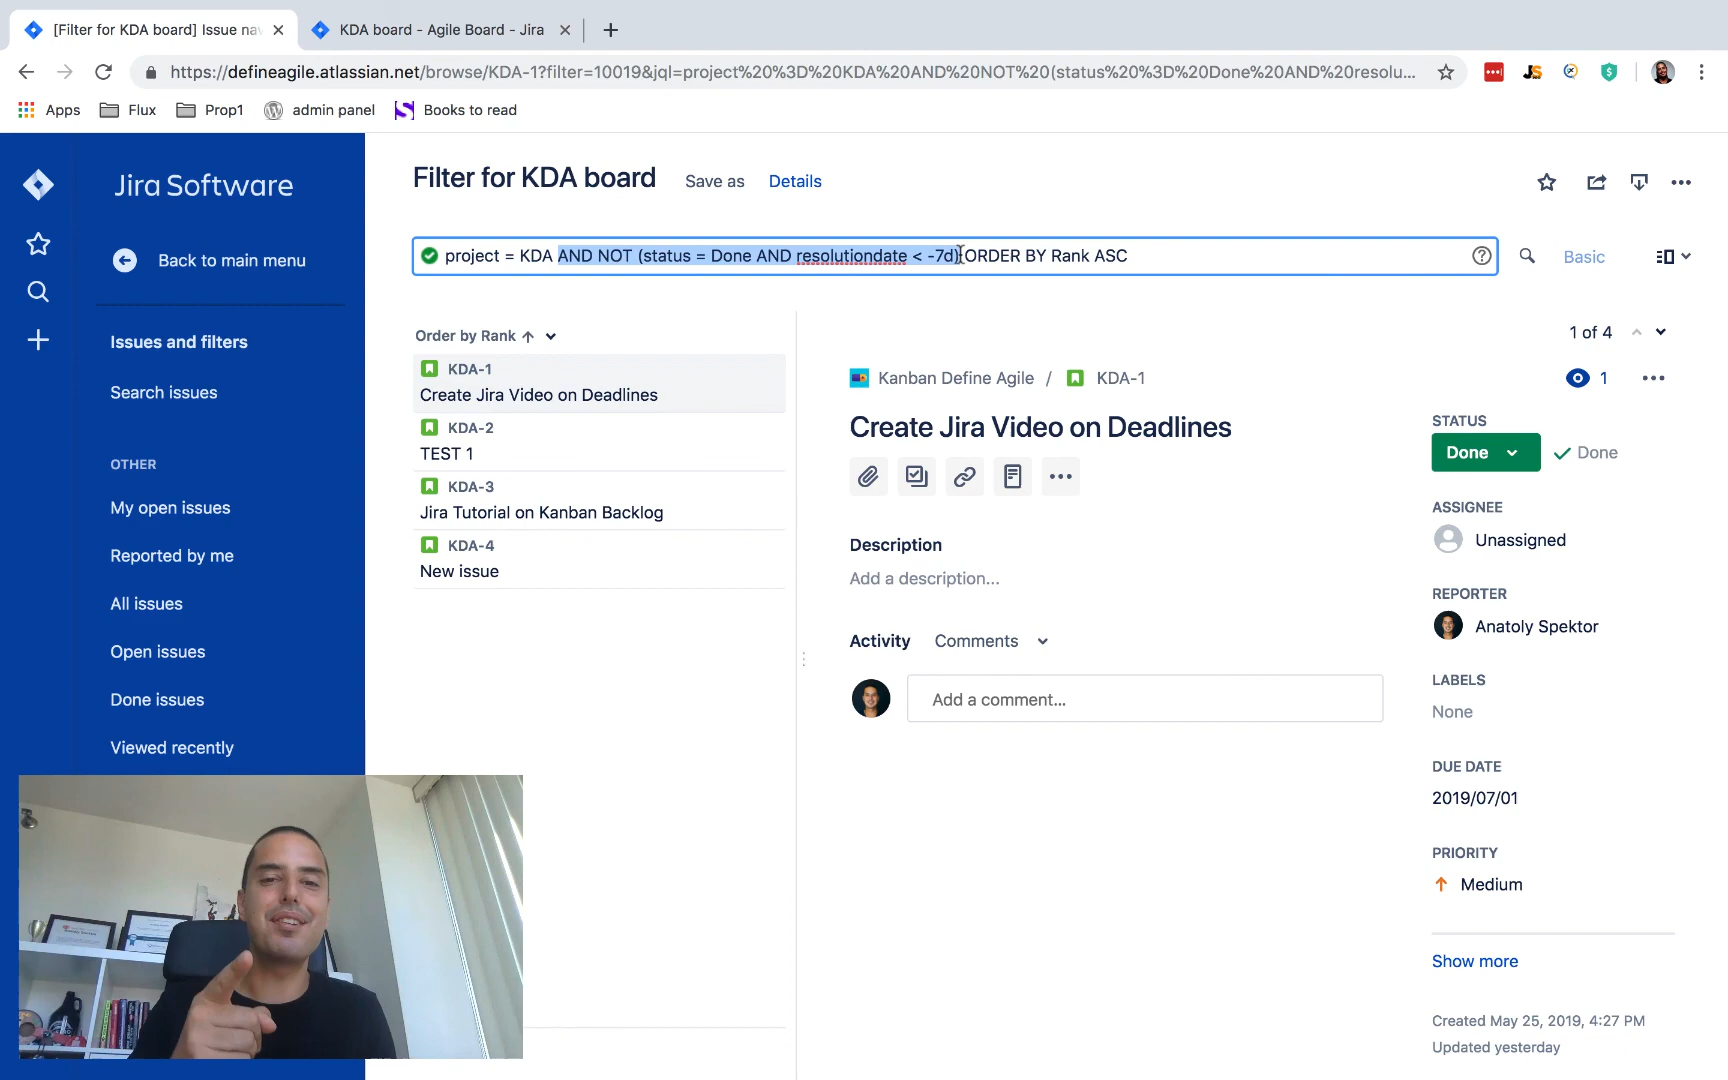 [Filter for KDA board] Issue na
KDA board - Agile Board - Jira
https://defineagile.atlassian.net/browse/KDA-1?filter=10019&jql=project%20%3D%20KDA%20AND%20NOT%20(status%20%3D%20Done%20AND%20resolu...
JS
Apps
Flux
Prop1
admin panel
Books to read
Jira Software
Filter for KDA board
Save as
Details
Back to main menu
project = KDA AND NOT (status = Done AND resolutiondate < -7d) ORDER BY Rank ASC
Basic
Issues and filters
Search issues
OTHER
My open issues
Reported by me
All issues
Open issues
Done issues
Viewed recently
Order by Rank
KDA-1
Create Jira Video on Deadlines
KDA-2
TEST 1
KDA-3
Jira Tutorial on Kanban Backlog
KDA-4
New issue
1 of 4
Kanban Define Agile / KDA-1
1
Create Jira Video on Deadlines
Description
Add a description...
Activity
Comments
Add a comment...
STATUS
Done
Done
ASSIGNEE
Unassigned
REPORTER
Anatoly Spektor
LABELS
None
DUE DATE
2019/07/01
PRIORITY
Medium
Show more
Created May 25, 2019, 4:27 PM
Updated yesterday